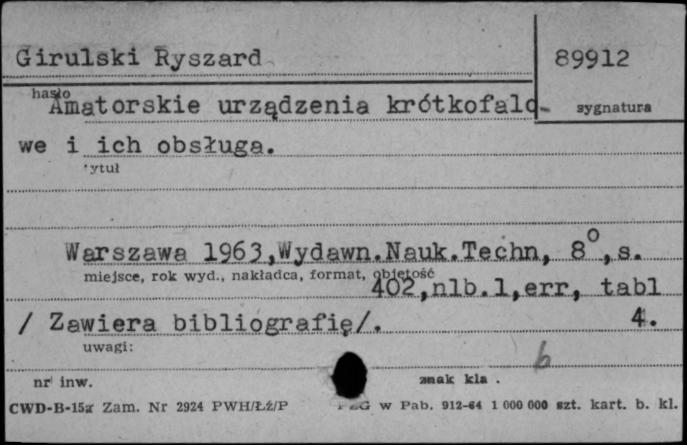 Girulski Ryszard 89912
hasło
Amatorskie urządzenia krótkofalo- sygnatura
we i ich obsługa.
tytuł
Warszawa 1963,Wydawn.Nauk.Techn, 8°,s.
miejsce, rok wyd., nakładca, format, objętość
402,nlb.1,err, tabl
/ Zawiera bibliografię/. 4.
uwagi:
b
nr inw. znak kla .
CWD-B-15a Zam. Nr 2924 PWH/Łź/P PZG w Pab. 912-64 1 000 000 szt. kart. b. kl.